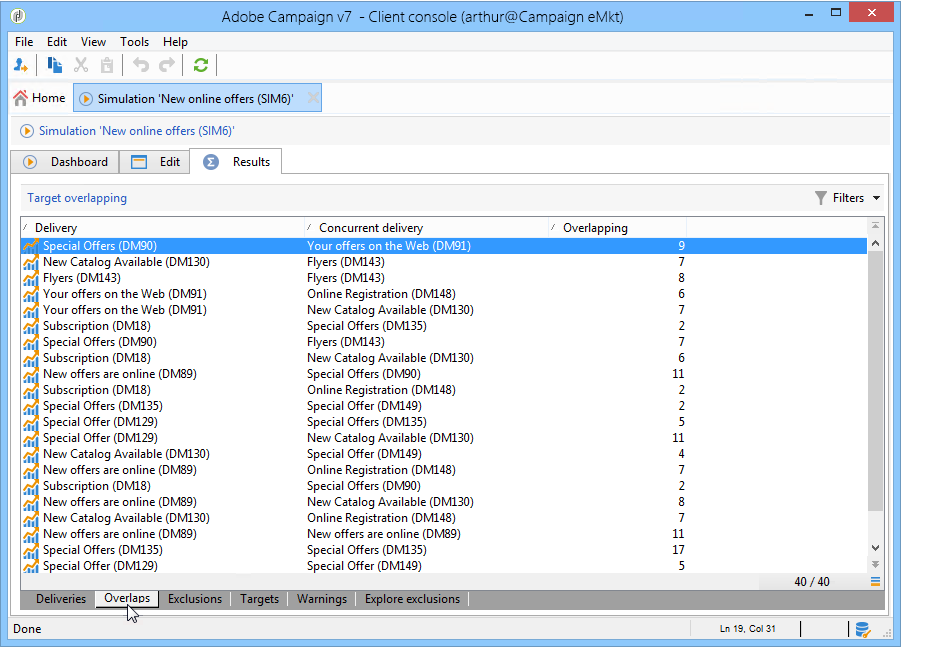 Adobe Campaign v7 - Client console (arthur@Campaign eMkt)
File Edit View Tools Help
Home Simulation 'New online offers (SIM6)'
Simulation 'New online offers (SIM6)'
Dashboard Edit Σ Results
Target overlapping Filters
Delivery Concurrent delivery Overlapping
Special Offers (DM90) Your offers on the Web (DM91) 9
New Catalog Available (DM130) Flyers (DM143) 7
Flyers (DM143) Flyers (DM143) 8
Your offers on the Web (DM91) Online Registration (DM148) 6
Your offers on the Web (DM91) New Catalog Available (DM130) 7
Subscription (DM18) Special Offers (DM135) 2
Special Offers (DM90) Flyers (DM143) 7
Subscription (DM18) New Catalog Available (DM130) 6
New offers are online (DM89) Special Offers (DM90) 11
Subscription (DM18) Online Registration (DM148) 2
Special Offers (DM135) Special Offer (DM149) 2
Special Offer (DM129) Special Offers (DM135) 5
Special Offer (DM129) New Catalog Available (DM130) 11
New Catalog Available (DM130) Special Offer (DM149) 4
New offers are online (DM89) Online Registration (DM148) 7
Subscription (DM18) Special Offers (DM90) 2
New offers are online (DM89) New Catalog Available (DM130) 8
New Catalog Available (DM130) Online Registration (DM148) 7
New offers are online (DM89) New offers are online (DM89) 11
Special Offers (DM135) Special Offers (DM135) 17
Special Offer (DM129) Special Offer (DM149) 5
40 / 40
Deliveries Overlaps Exclusions Targets Warnings Explore exclusions
Done Ln 19, Col 31